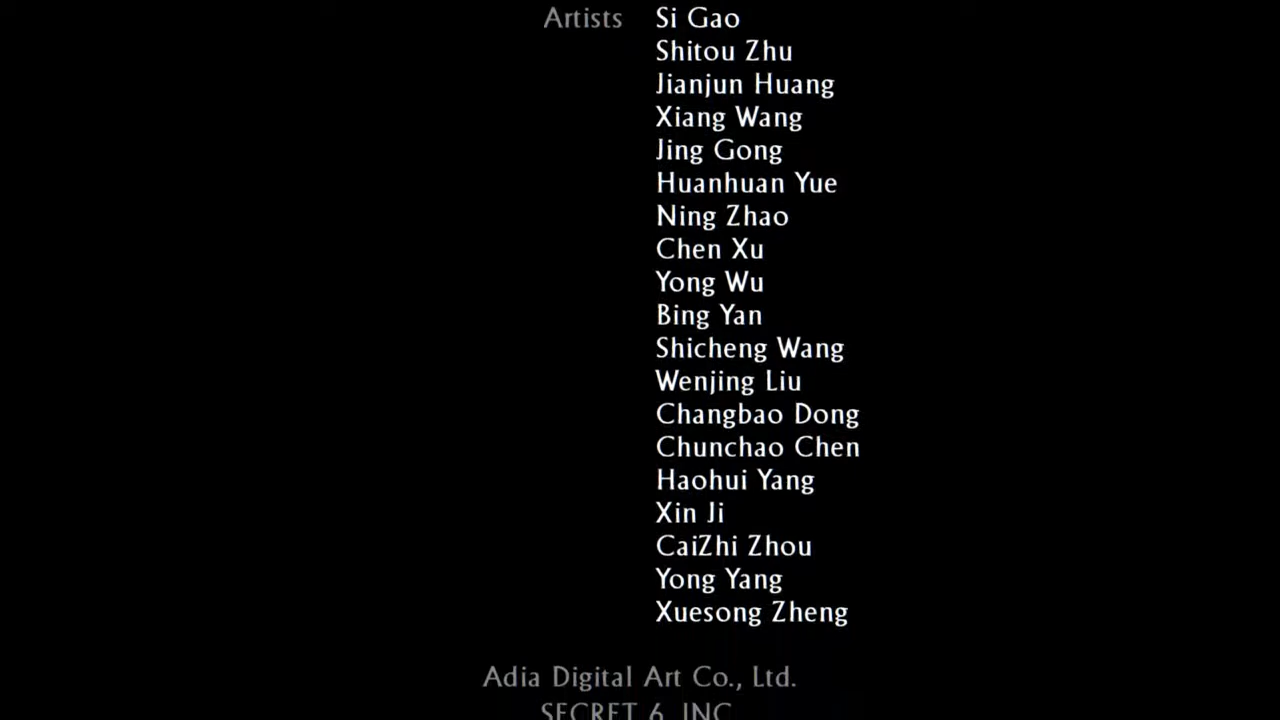 Artists Si Gao
Shitou Zhu
Jianjun Huang
Xiang Wang
Jing Gong
Huanhuan Yue
Ning Zhao
Chen Xu
Yong Wu
Bing Yan
Shicheng Wang
Wenjing Liu
Changbao Dong
Chunchao Chen
Haohui Yang
Xin Ji
CaiZhi Zhou
Yong Yang
Xuesong Zheng
Adia Digital Art Co., Ltd.
SECRET 6, INC